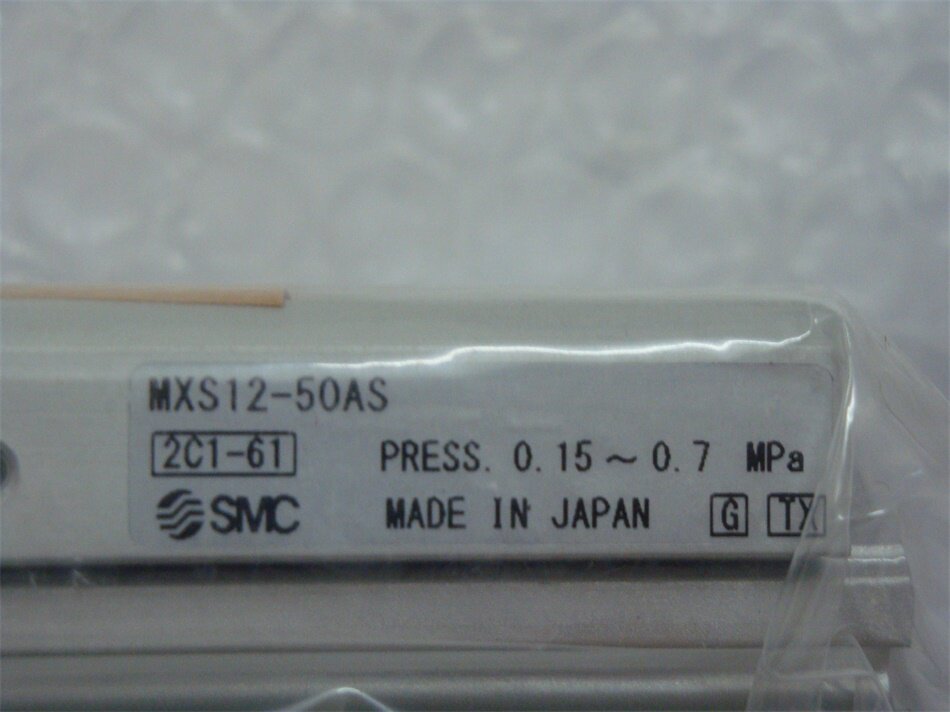 MXS12-50AS
2C1-61 PRESS. 0.15～0.7 MPa
SMC MADE IN JAPAN G TX